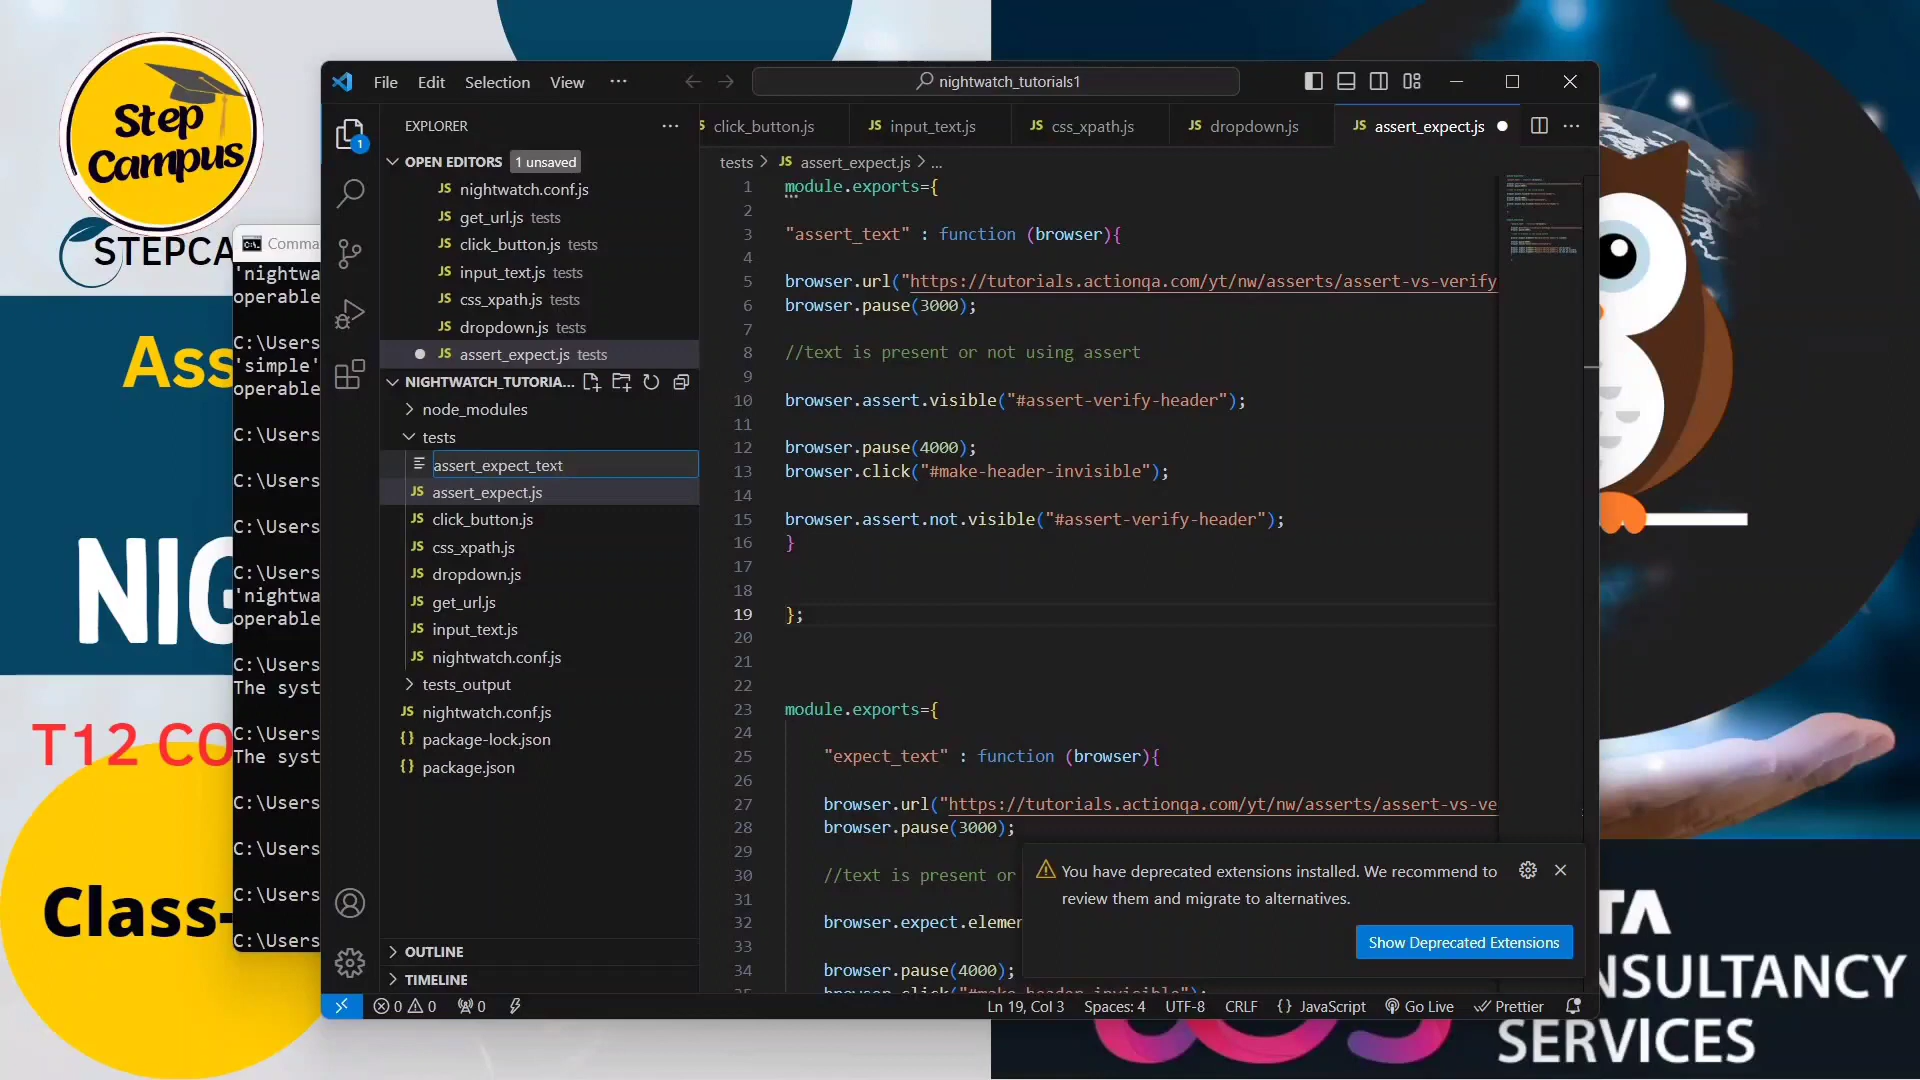 Step
Campus
STEPCA
Ass
NIG
T12 CO
Class-
Comma
'nightwa
operable
C:\Users
'simple'
operable
C:\Users
C:\Users
C:\Users
C:\Users
'nightwa
operable
C:\Users
The syst
C:\Users
The syst
C:\Users
C:\Users
C:\Users
C:\Users
File Edit Selection View ···
nightwatch_tutorials1
EXPLORER
OPEN EDITORS 1 unsaved
JS nightwatch.conf.js
JS get_url.js tests
JS click_button.js tests
JS input_text.js tests
JS css_xpath.js tests
JS dropdown.js tests
JS assert_expect.js tests
NIGHTWATCH_TUTORIA...
node_modules
tests
assert_expect_text
JS assert_expect.js
JS click_button.js
JS css_xpath.js
JS dropdown.js
JS get_url.js
JS input_text.js
JS nightwatch.conf.js
tests_output
JS nightwatch.conf.js
{} package-lock.json
{} package.json
OUTLINE
TIMELINE
1
click_button.js JS input_text.js JS css_xpath.js JS dropdown.js JS assert_expect.js
tests > JS assert_expect.js > ...
1 module.exports={
2
3 "assert_text" : function (browser){
4
5 browser.url("https://tutorials.actionqa.com/yt/nw/asserts/assert-vs-verify
6 browser.pause(3000);
7
8 //text is present or not using assert
9
10 browser.assert.visible("#assert-verify-header");
11
12 browser.pause(4000);
13 browser.click("#make-header-invisible");
14
15 browser.assert.not.visible("#assert-verify-header");
16 }
17
18
19 };
20
21
22
23 module.exports={
24
25 "expect_text" : function (browser){
26
27 browser.url("https://tutorials.actionqa.com/yt/nw/asserts/assert-vs-ve
28 browser.pause(3000);
29
30 //text is present or
31
32 browser.expect.elemen
33
34 browser.pause(4000);
You have deprecated extensions installed. We recommend to
review them and migrate to alternatives.
Show Deprecated Extensions
0 0 0 Ln 19, Col 3 Spaces: 4 UTF-8 CRLF {} JavaScript Go Live Prettier
TA
NSULTANCY
SERVICES